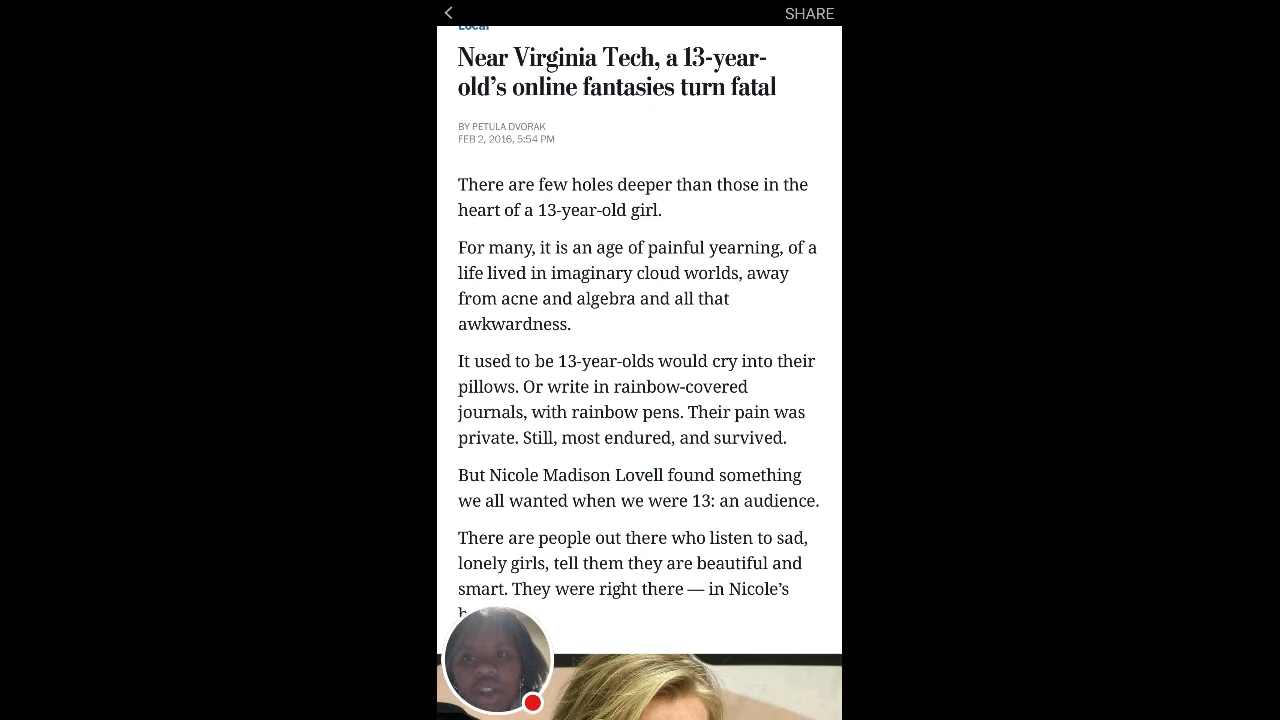 SHARE
Local
Near Virginia Tech, a 13-year-
old's online fantasies turn fatal
BY PETULA DVORAK
FEB 2, 2016, 5:54 PM
There are few holes deeper than those in the
heart of a 13-year-old girl.
For many, it is an age of painful yearning, of a
life lived in imaginary cloud worlds, away
from acne and algebra and all that
awkwardness.
It used to be 13-year-olds would cry into their
pillows. Or write in rainbow-covered
journals, with rainbow pens. Their pain was
private. Still, most endured, and survived.
But Nicole Madison Lovell found something
we all wanted when we were 13: an audience.
There are people out there who listen to sad,
lonely girls, tell them they are beautiful and
smart. They were right there — in Nicole's